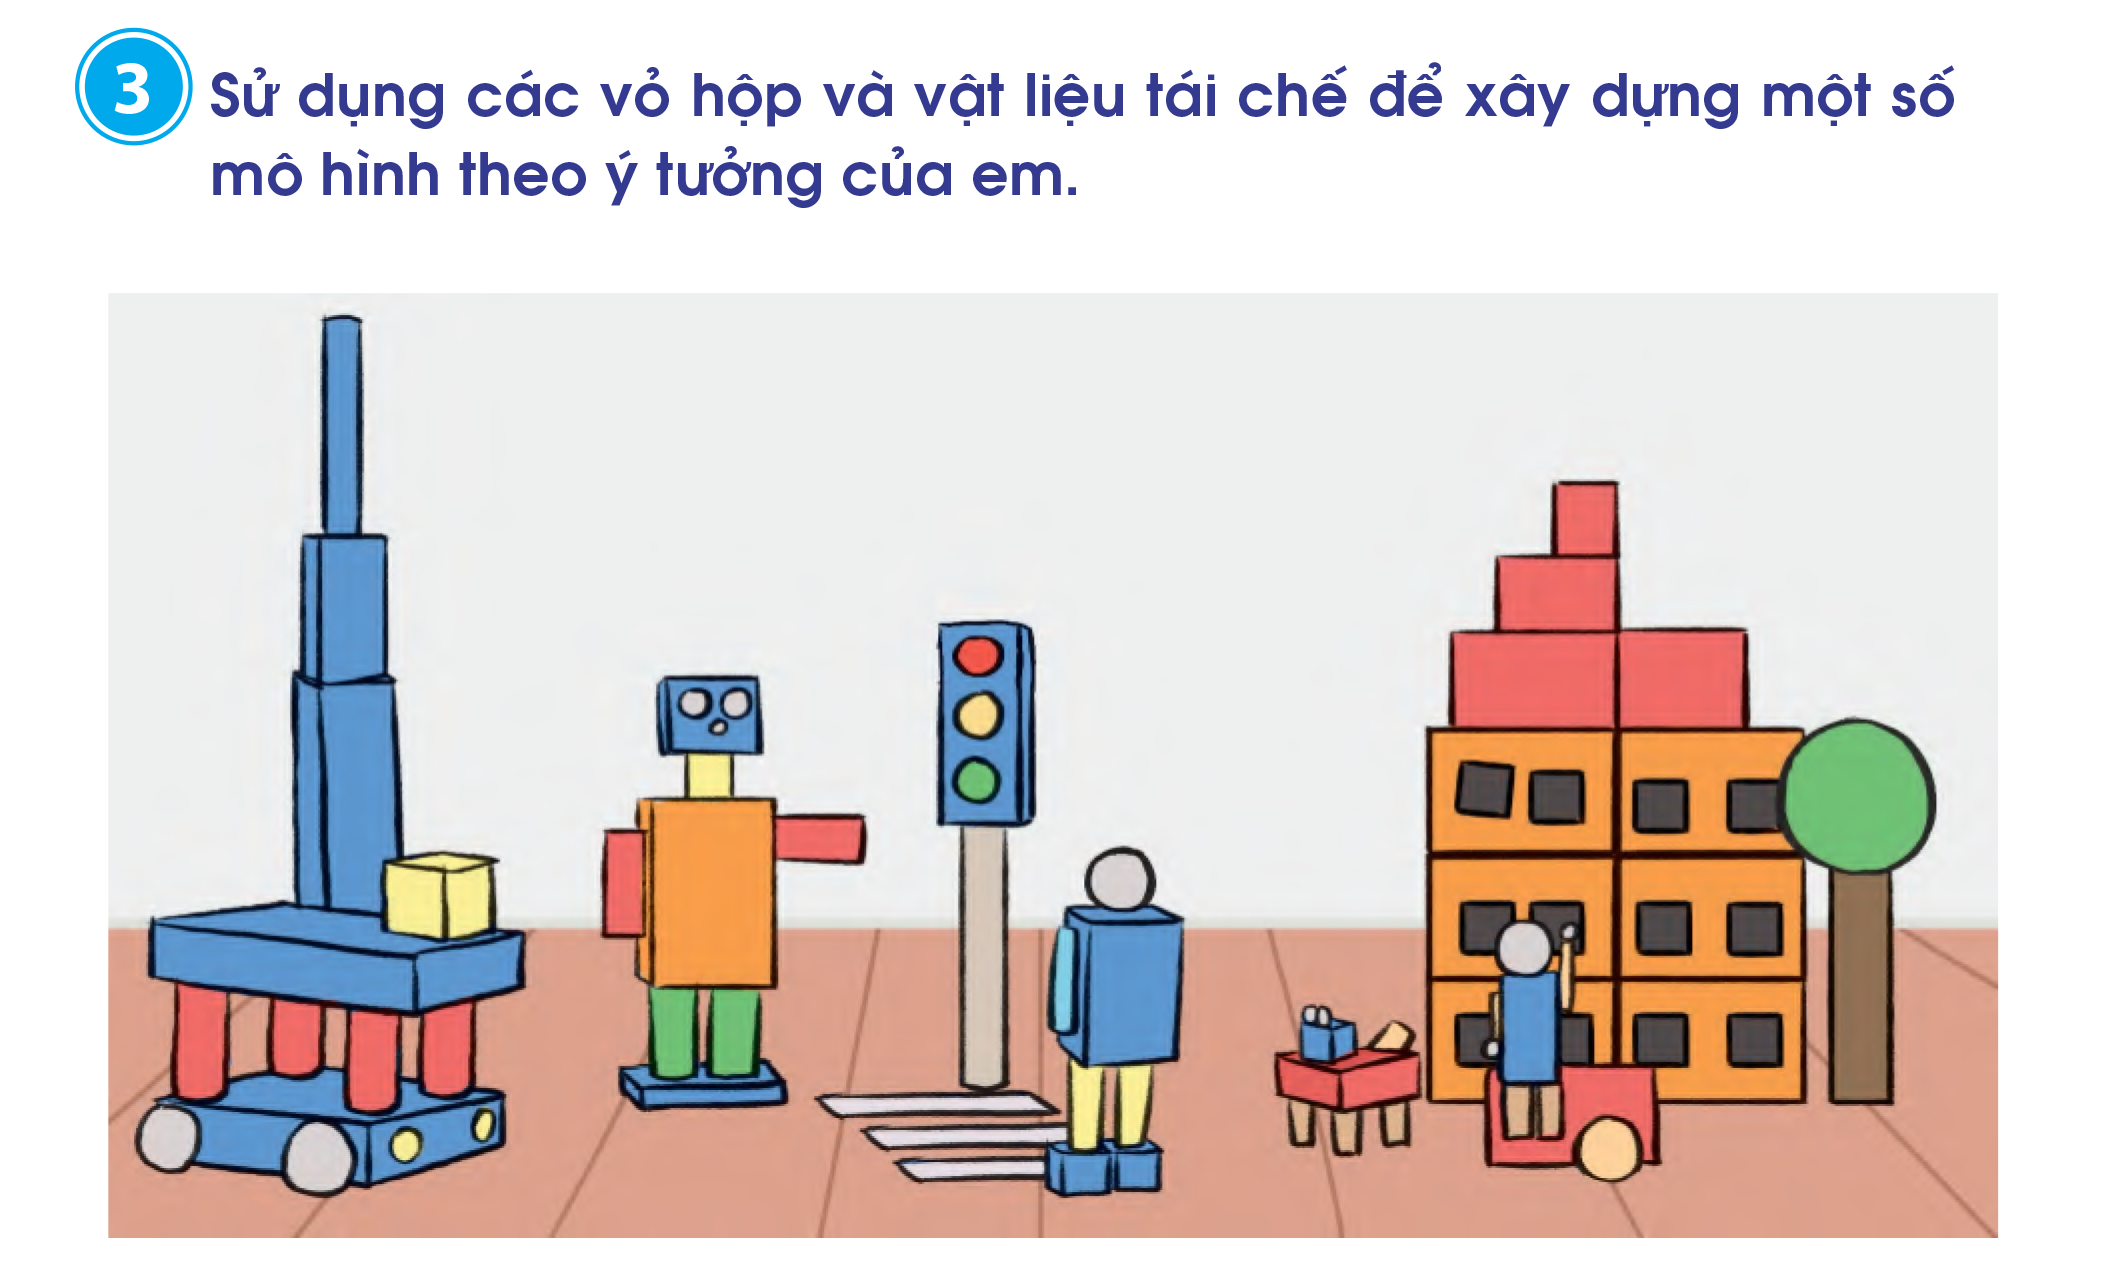 3 Sử dụng các vỏ hộp và vật liệu tái chế để xây dựng một số
mô hình theo ý tưởng của em.